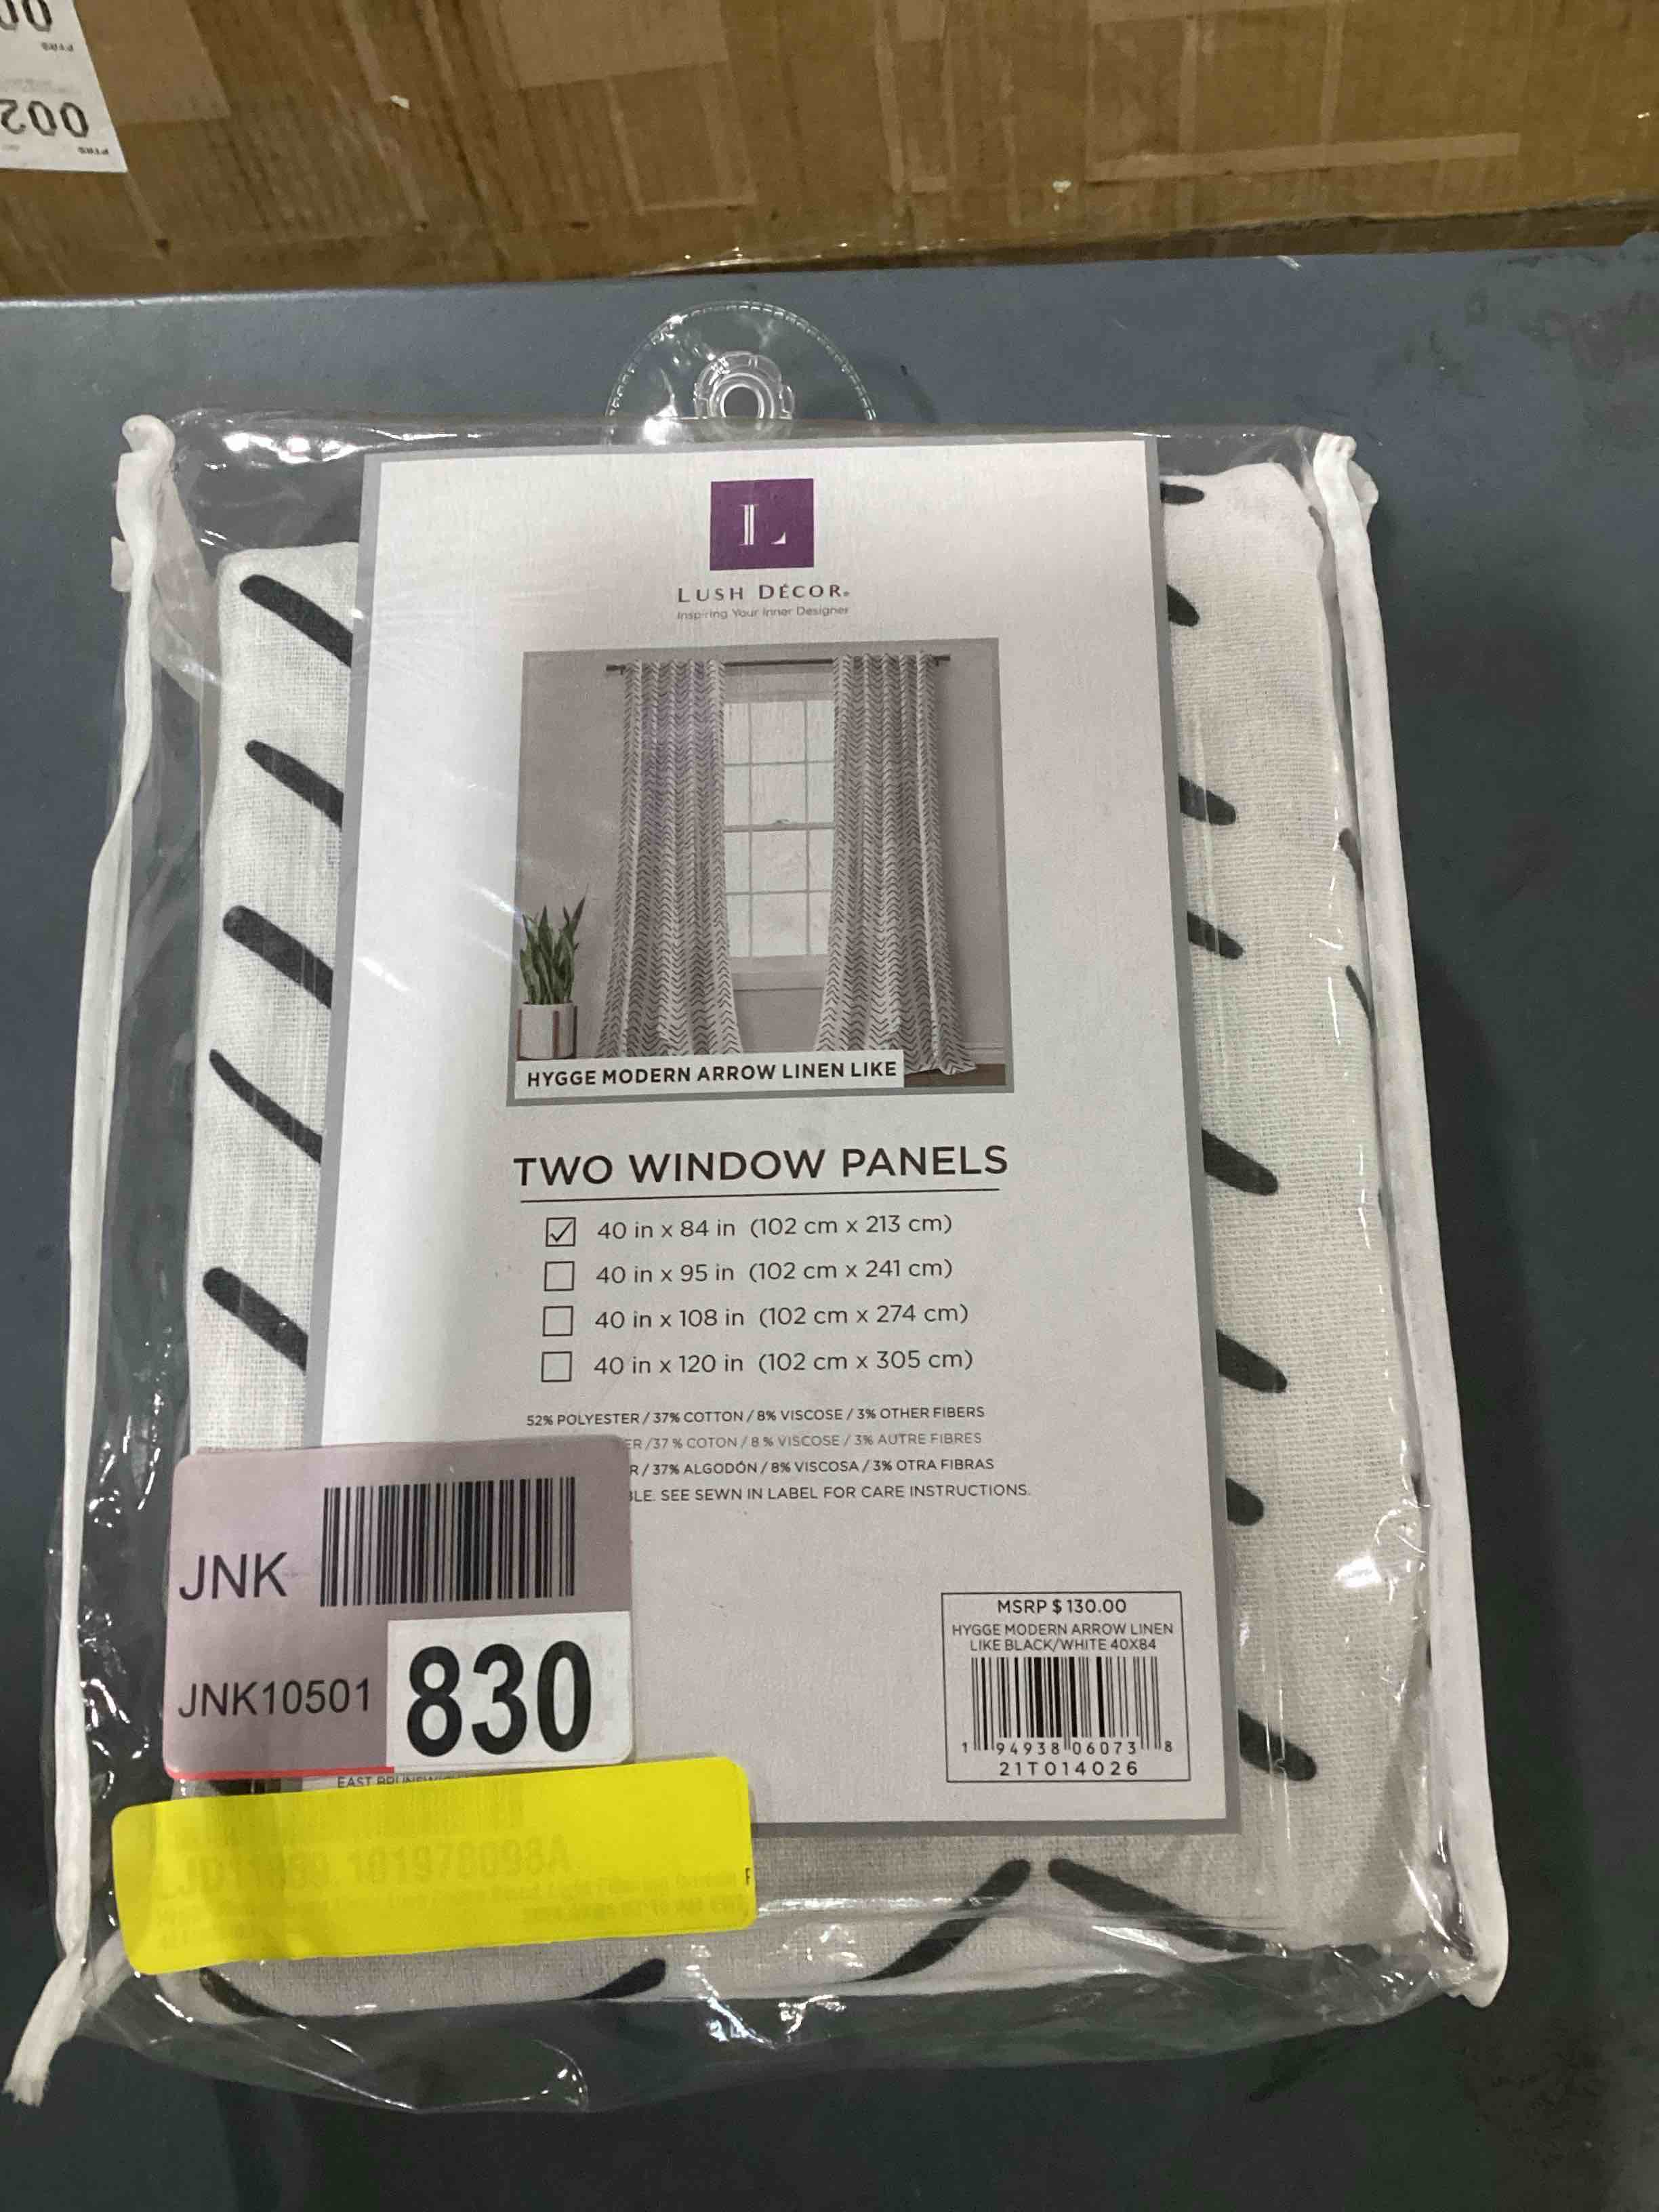 002
L
LUSH DÉCOR®
Inspiring Your Inner Designer
HYGGE MODERN ARROW LINEN LIKE
TWO WINDOW PANELS
40 in x 84 in (102 cm x 213 cm)
40 in x 95 in (102 cm x 241 cm)
40 in x 108 in (102 cm x 274 cm)
40 in x 120 in (102 cm x 305 cm)
52% POLYESTER / 37% COTTON / 8% VISCOSE / 3% OTHER FIBERS
ER / 37 % COTON / 8 % VISCOSE / 3% AUTRE FIBRES
R / 37% ALGODÓN / 8% VISCOSA / 3% OTRA FIBRAS
BLE. SEE SEWN IN LABEL FOR CARE INSTRUCTIONS.
JNK
JNK10501
830
EAST
MSRP $130.00
HYGGE MODERN ARROW LINEN
LIKE BLACK/WHITE 40X84
1 94938 06073 8
21T014026